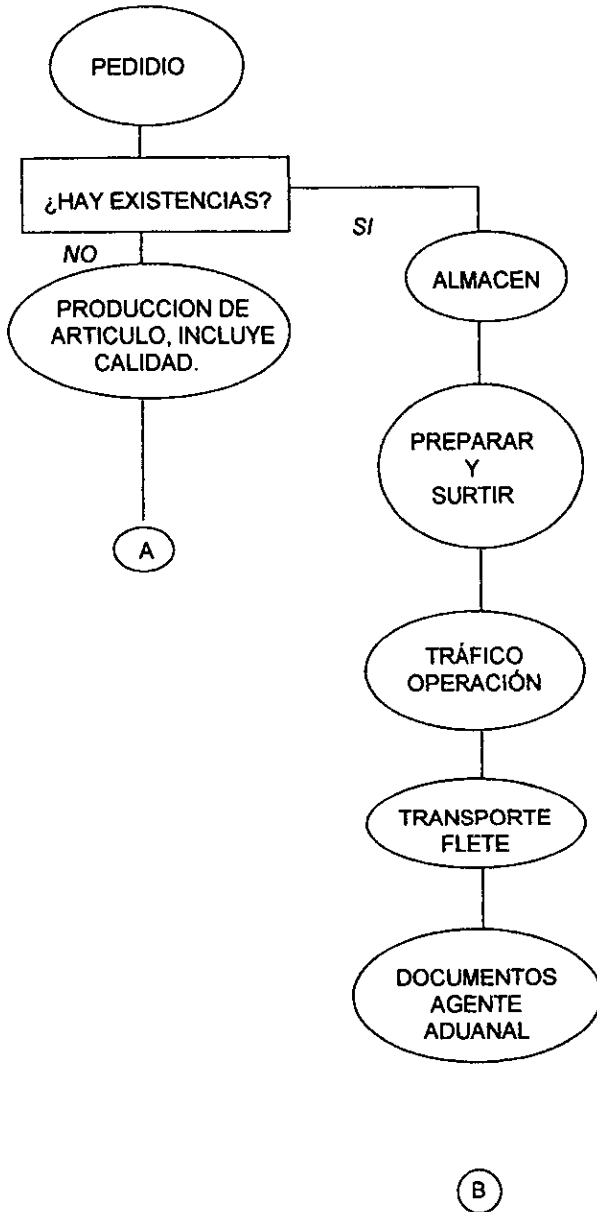 PEDIDIO
¿HAY EXISTENCIAS?
SI
NO
ALMACEN
PRODUCCION DE
ARTICULO, INCLUYE
CALIDAD.
PREPARAR
Y
SURTIR
A
TRÁFICO
OPERACIÓN
TRANSPORTE
FLETE
DOCUMENTOS
AGENTE
ADUANAL
B